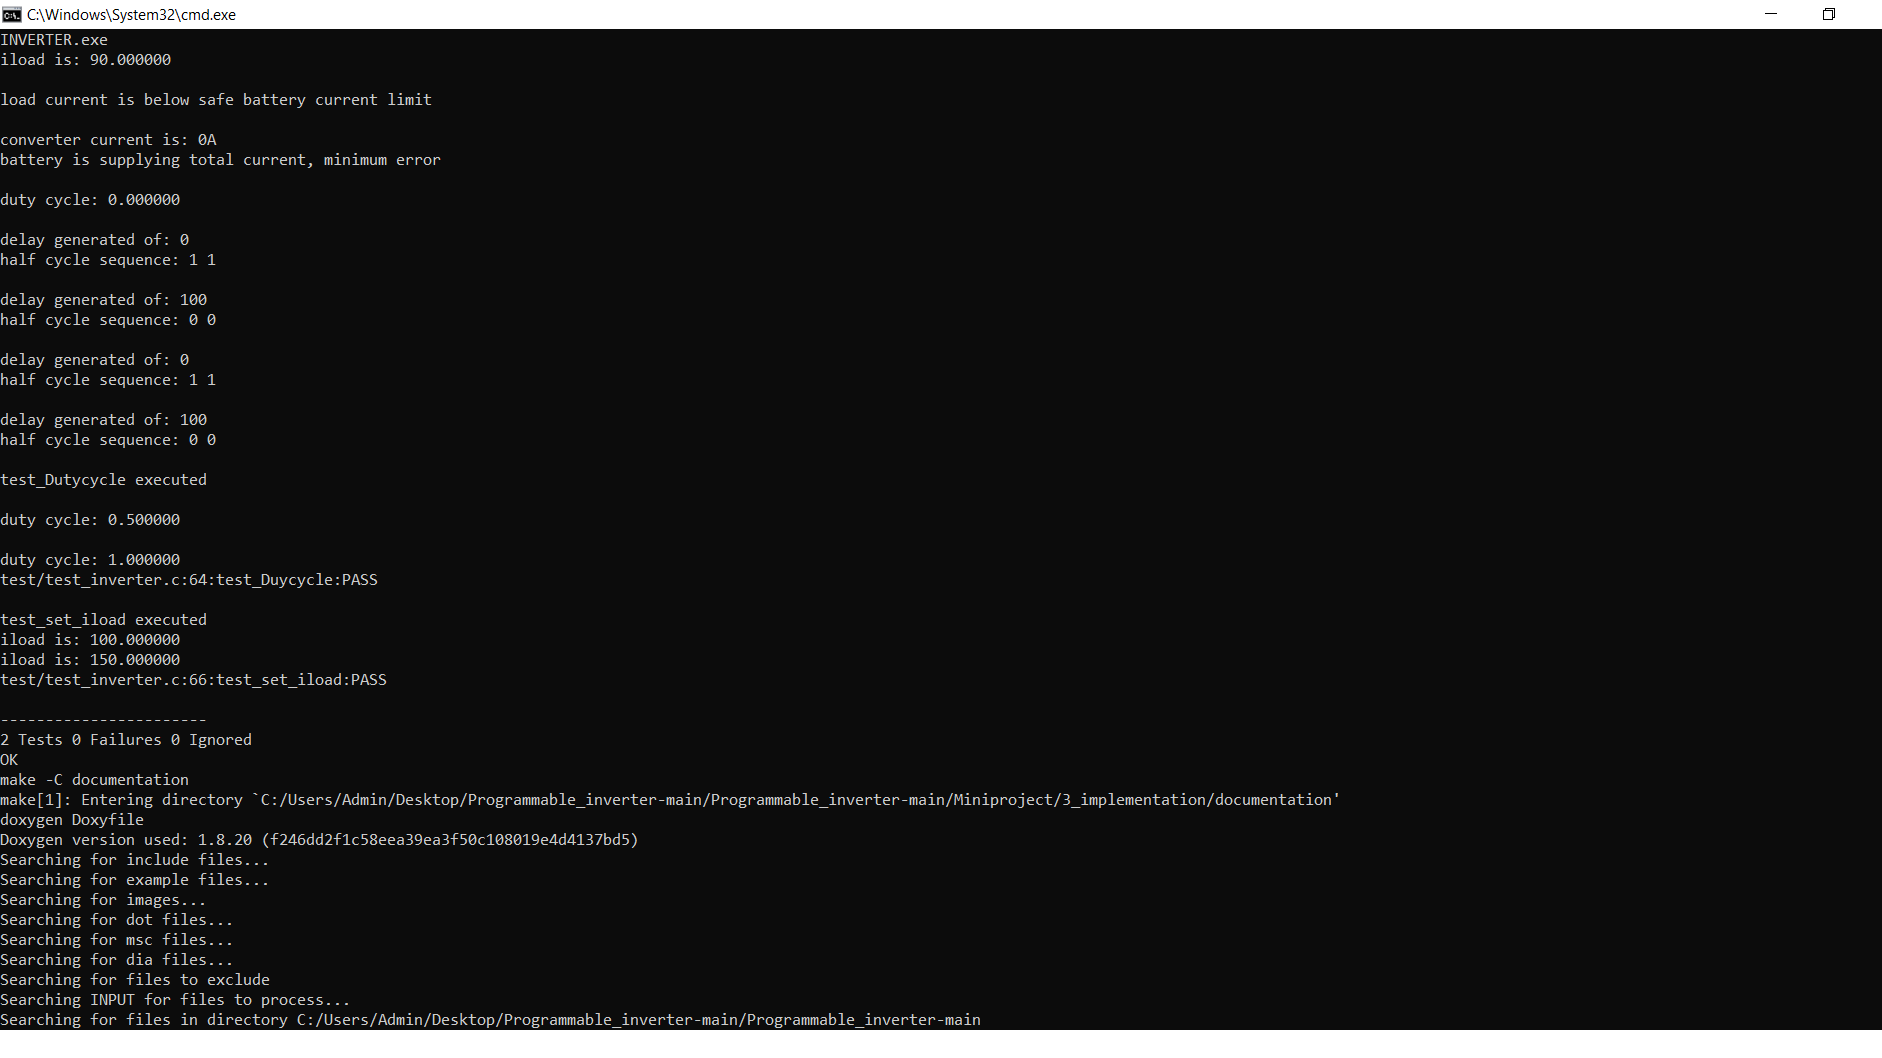 C:\Windows\System32\cmd.exe
INVERTER.exe
iload is: 90.000000
load current is below safe battery current limit
converter current is: 0A
battery is supplying total current, minimum error
duty cycle: 0.000000
delay generated of: 0
half cycle sequence: 1 1
delay generated of: 100
half cycle sequence: 0 0
delay generated of: 0
half cycle sequence: 1 1
delay generated of: 100
half cycle sequence: 0 0
test_Dutycycle executed
duty cycle: 0.500000
duty cycle: 1.000000
test/test_inverter.c:64:test_Duycycle:PASS
test_set_iload executed
iload is: 100.000000
iload is: 150.000000
test/test_inverter.c:66:test_set_iload:PASS
-----------------------
2 Tests 0 Failures 0 Ignored
OK
make -C documentation
make[1]: Entering directory `C:/Users/Admin/Desktop/Programmable_inverter-main/Programmable_inverter-main/Miniproject/3_implementation/documentation'
doxygen Doxyfile
Doxygen version used: 1.8.20 (f246dd2f1c58eea39ea3f50c108019e4d4137bd5)
Searching for include files...
Searching for example files...
Searching for images...
Searching for dot files...
Searching for msc files...
Searching for dia files...
Searching for files to exclude
Searching INPUT for files to process...
Searching for files in directory C:/Users/Admin/Desktop/Programmable_inverter-main/Programmable_inverter-main